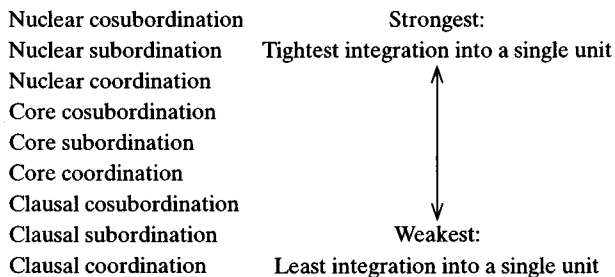 Nuclear cosubordination Strongest:
Nuclear subordination Tightest integration into a single unit
Nuclear coordination
Core cosubordination
Core subordination
Core coordination
Clausal cosubordination
Clausal subordination Weakest:
Clausal coordination Least integration into a single unit